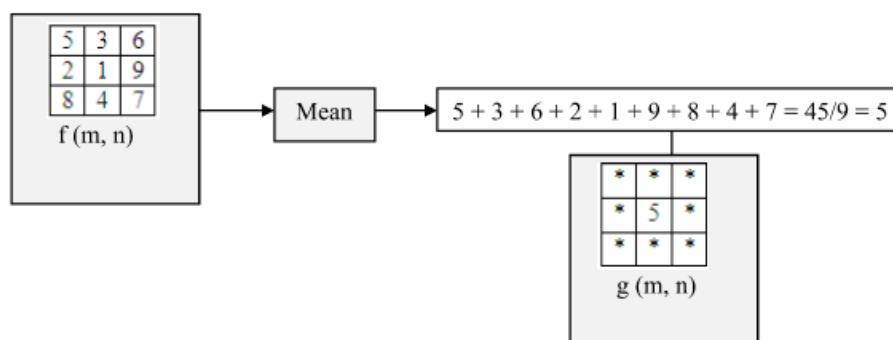 5 3 6
2 1 9
8 4 7
f (m, n)
Mean
5 + 3 + 6 + 2 + 1 + 9 + 8 + 4 + 7 = 45/9 = 5
* * *
* 5 *
* * *
g (m, n)